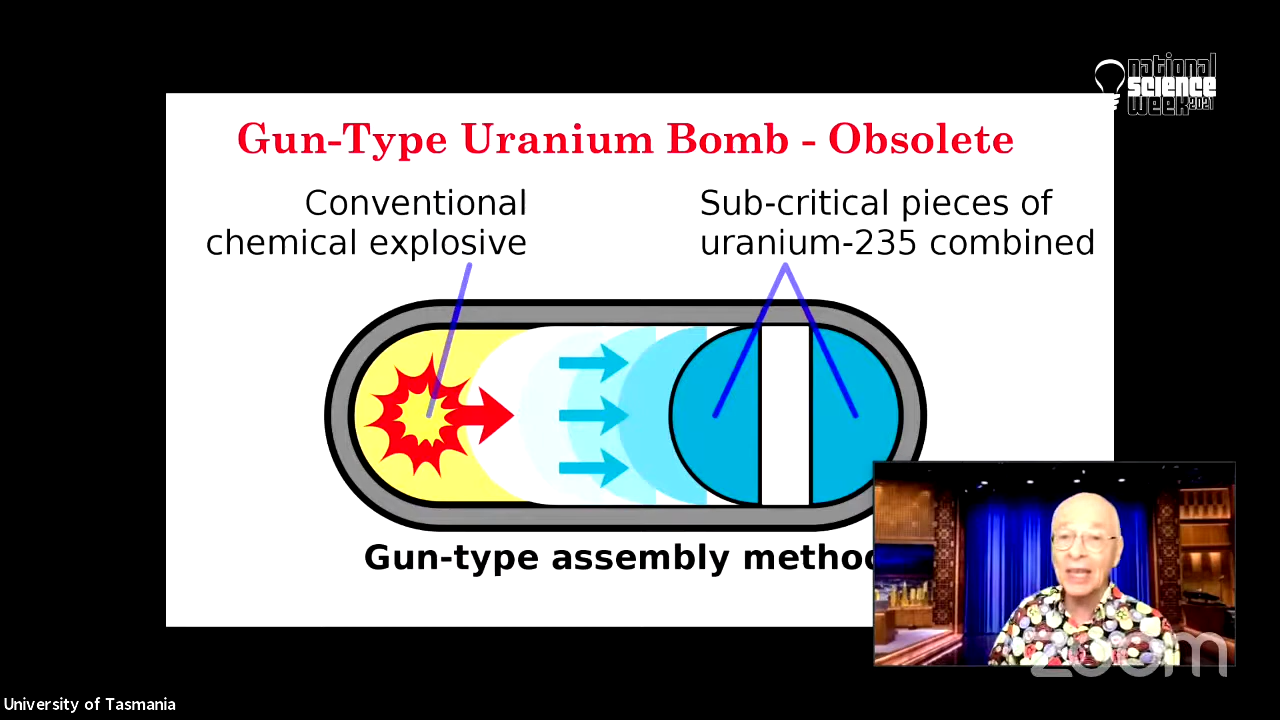 national
science
week 2021
Gun-Type Uranium Bomb - Obsolete
Conventional
chemical explosive
Sub-critical pieces of
uranium-235 combined
Gun-type assembly metho
zoom
University of Tasmania